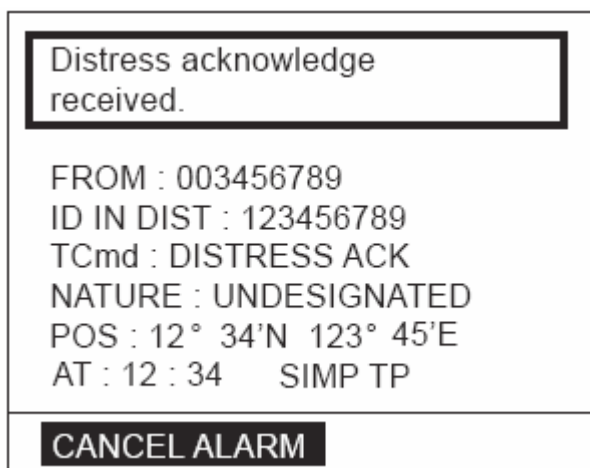 Distress acknowledge
received.
FROM : 003456789
ID IN DIST : 123456789
TCmd : DISTRESS ACK
NATURE : UNDESIGNATED
POS : 12° 34’N 123° 45’E
AT : 12 : 34 SIMP TP
CANCEL ALARM